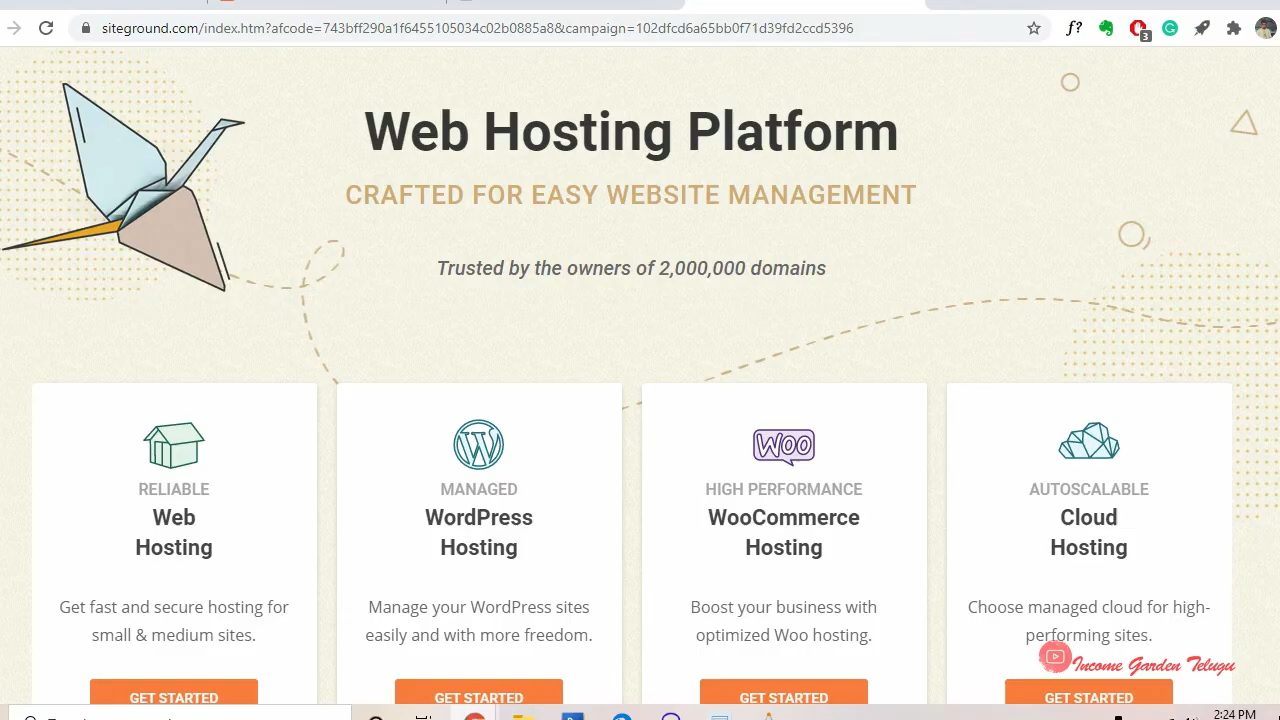 siteground.com/index.htm?afcode=743bff290a1f6455105034c02b0885a88campaign=102dfcd6a65bb0f71d39fd2ccd5396
f?
3
Web Hosting Platform
CRAFTED FOR EASY WEBSITE MANAGEMENT
Trusted by the owners of 2,000,000 domains
WOO
RELIABLE
Web
Hosting
Get fast and secure hosting for
small & medium sites.
GET STARTED
MANAGED
WordPress
Hosting
Manage your WordPress sites
easily and with more freedom.
GET STARTED
HIGH PERFORMANCE
WooCommerce
Hosting
Boost your business with
optimized Woo hosting.
GET STARTED
AUTOSCALABLE
Cloud
Hosting
Choose managed cloud for high-
performing sites.
GET STARTED
Income Garden Telugu
2:24 PM